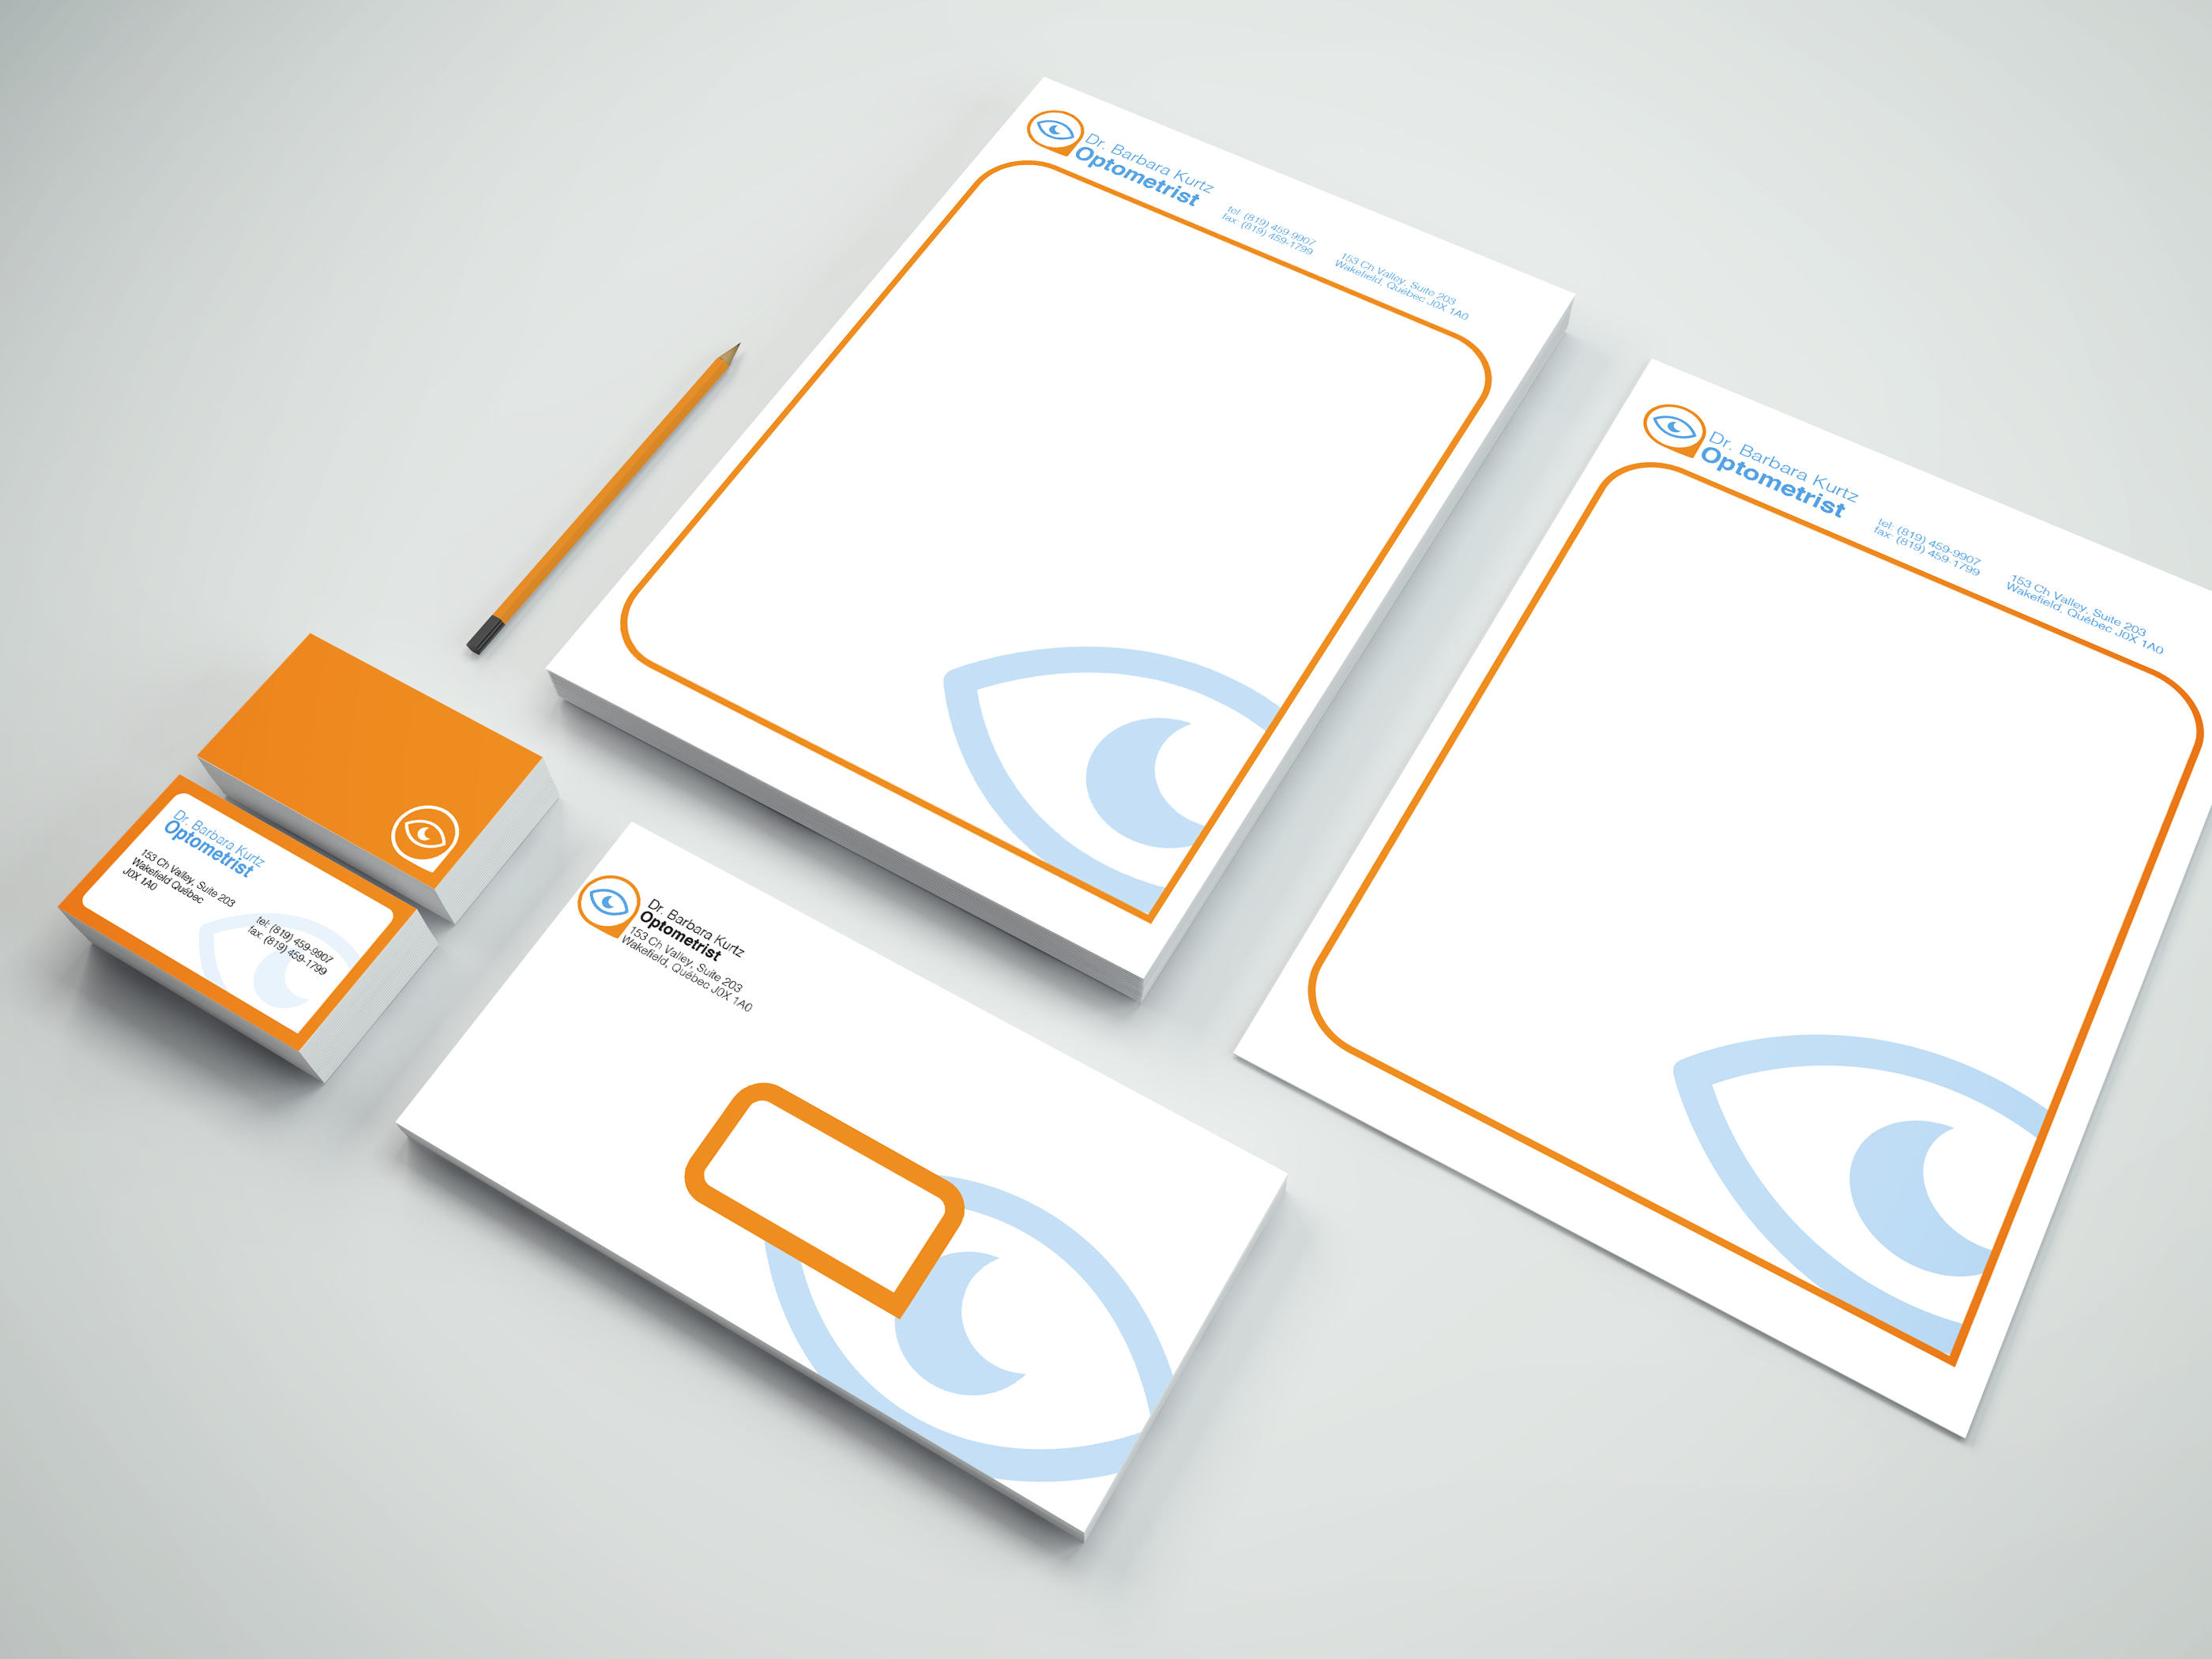 Dr. Barbara Kurtz
Optometrist
tel: (819) 459-9907
fax: (819) 459-1799
153 Ch Valley, Suite 203
Wakefield, Québec J0X 1A0
Dr. Barbara Kurtz
Optometrist
tel: (819) 459-9907
fax: (819) 459-1799
153 Ch Valley, Suite 203
Wakefield, Québec J0X 1A0
Dr. Barbara Kurtz
Optometrist
153 Ch Valley, Suite 203
Wakefield Québec
J0X 1A0
tel: (819) 459-9907
fax: (819) 459-1799
Dr. Barbara Kurtz
Optometrist
153 Ch Valley, Suite 203
Wakefield, Québec J0X 1A0